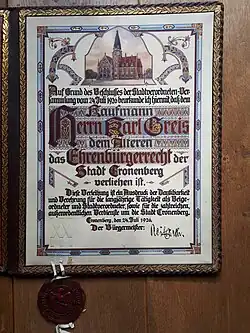 Auf Grund des Beschlusses der Stadtverordneten-Ver-
sammlung vom 24. Juli 1926 beurkunde ich hiermit, daß dem
Kaufmann
Herrn Karl Greis
dem Älteren
das Ehrenbürgerrecht der
Stadt Cronenberg
verliehen ist.
Diese Verleihung ist ein Ausdruck der Dankbarkeit
und Verehrung für die langjährige Tätigkeit als Beige-
ordneter und Stadtverordneter, sowie für die zahlreichen,
außerordentlichen Verdienste um die Stadt Cronenberg.
Cronenberg, den 24. Juli 1926.
Der Bürgermeister: